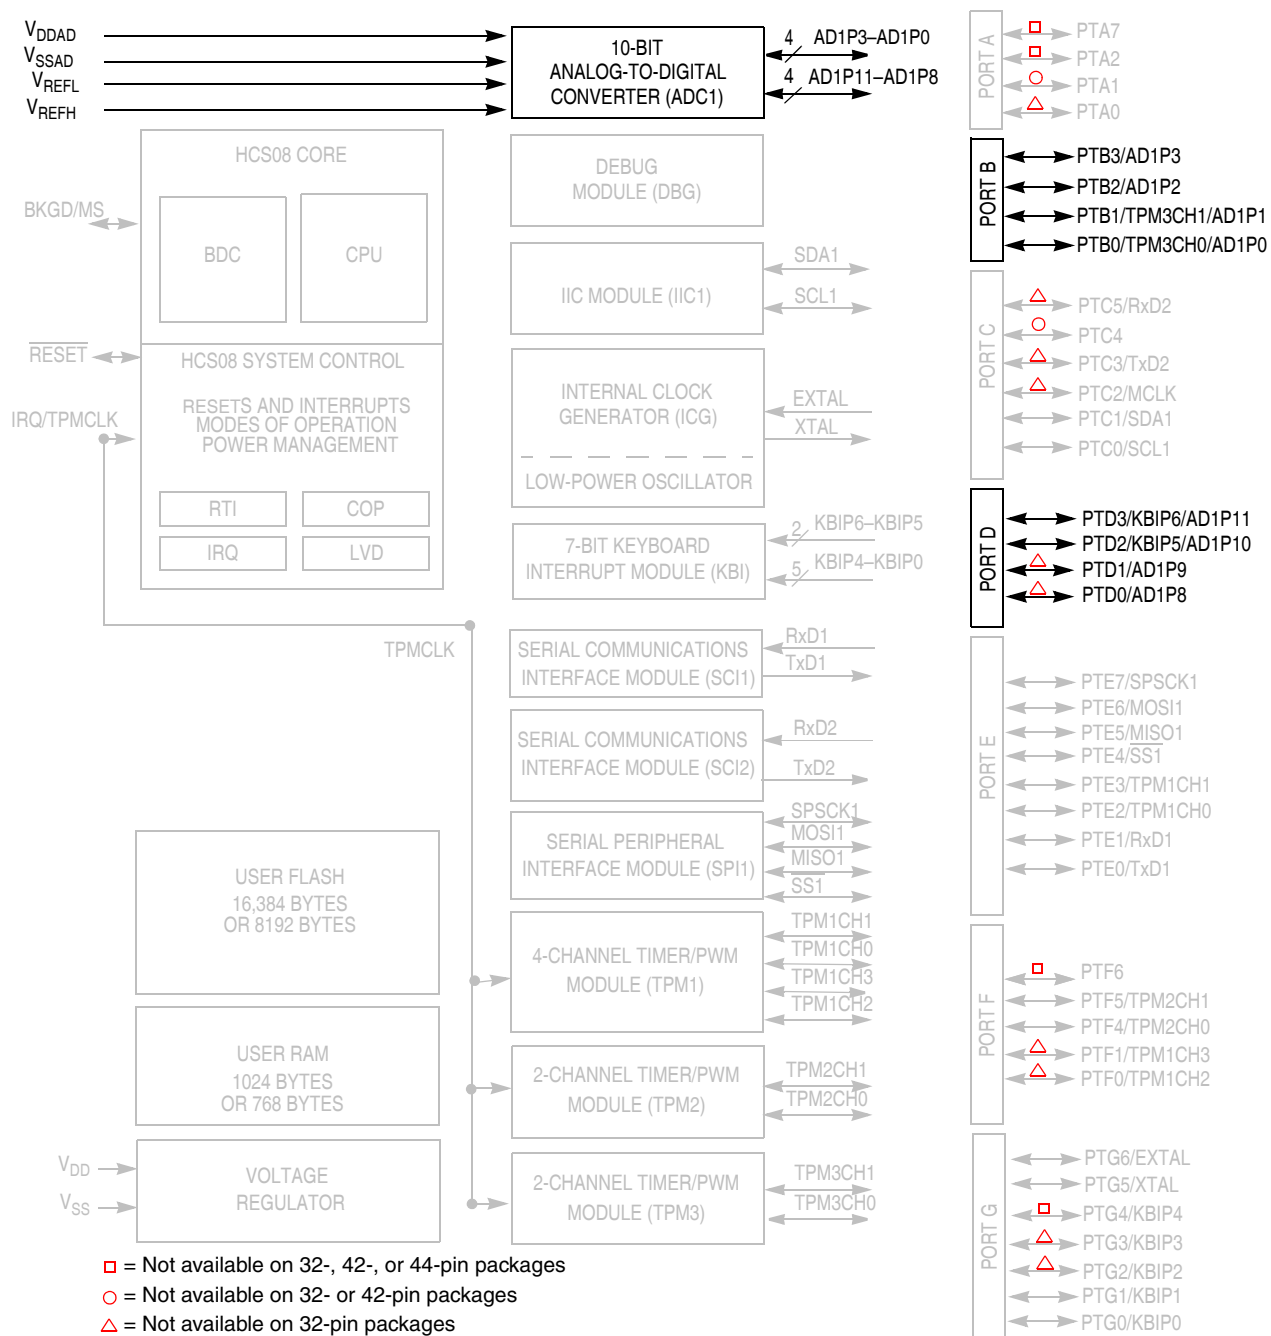 VDDAD
VSSAD
VREFL
VREFH
10-BIT
ANALOG-TO-DIGITAL
CONVERTER (ADC1)
4 AD1P3–AD1P0
4 AD1P11–AD1P8
HCS08 CORE
BDC
CPU
BKGD/MS
RESET
IRQ/TPMCLK
HCS08 SYSTEM CONTROL
RESETS AND INTERRUPTS
MODES OF OPERATION
POWER MANAGEMENT
RTI
COP
IRQ
LVD
TPMCLK
USER FLASH
16,384 BYTES
OR 8192 BYTES
USER RAM
1024 BYTES
OR 768 BYTES
VDD
VSS
VOLTAGE
REGULATOR
DEBUG
MODULE (DBG)
IIC MODULE (IIC1)
SDA1
SCL1
INTERNAL CLOCK
GENERATOR (ICG)
LOW-POWER OSCILLATOR
EXTAL
XTAL
7-BIT KEYBOARD
INTERRUPT MODULE (KBI)
2 KBIP6–KBIP5
5 KBIP4–KBIP0
SERIAL COMMUNICATIONS
INTERFACE MODULE (SCI1)
RxD1
TxD1
SERIAL COMMUNICATIONS
INTERFACE MODULE (SCI2)
RxD2
TxD2
SERIAL PERIPHERAL
INTERFACE MODULE (SPI1)
SPSCK1
MOSI1
MISO1
SS1
4-CHANNEL TIMER/PWM
MODULE (TPM1)
TPM1CH1
TPM1CH0
TPM1CH3
TPM1CH2
2-CHANNEL TIMER/PWM
MODULE (TPM2)
TPM2CH1
TPM2CH0
2-CHANNEL TIMER/PWM
MODULE (TPM3)
TPM3CH1
TPM3CH0
PORT A
PTA7
PTA2
PTA1
PTA0
PORT B
PTB3/AD1P3
PTB2/AD1P2
PTB1/TPM3CH1/AD1P1
PTB0/TPM3CH0/AD1P0
PORT C
PTC5/RxD2
PTC4
PTC3/TxD2
PTC2/MCLK
PTC1/SDA1
PTC0/SCL1
PORT D
PTD3/KBIP6/AD1P11
PTD2/KBIP5/AD1P10
PTD1/AD1P9
PTD0/AD1P8
PORT E
PTE7/SPSCK1
PTE6/MOSI1
PTE5/MISO1
PTE4/SS1
PTE3/TPM1CH1
PTE2/TPM1CH0
PTE1/RxD1
PTE0/TxD1
PORT F
PTF6
PTF5/TPM2CH1
PTF4/TPM2CH0
PTF1/TPM1CH3
PTF0/TPM1CH2
PORT G
PTG6/EXTAL
PTG5/XTAL
PTG4/KBIP4
PTG3/KBIP3
PTG2/KBIP2
PTG1/KBIP1
PTG0/KBIP0
= Not available on 32-, 42-, or 44-pin packages
= Not available on 32- or 42-pin packages
= Not available on 32-pin packages